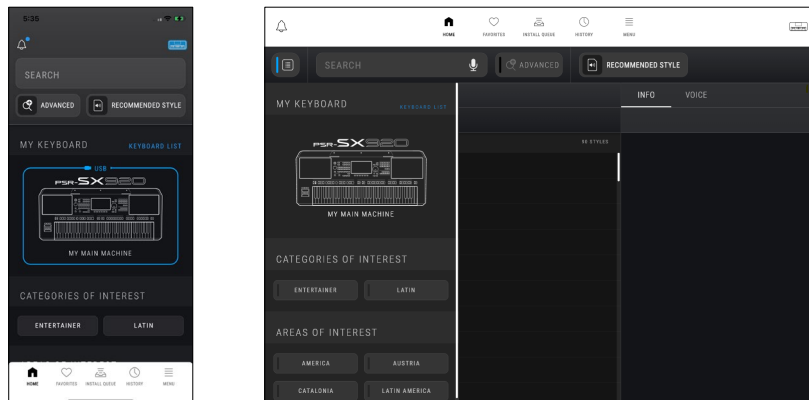 5:35
SEARCH
ADVANCED
RECOMMENDED STYLE
MY KEYBOARD KEYBOARD LIST
USB
PSR-SX920
MY MAIN MACHINE
CATEGORIES OF INTEREST
ENTERTAINER LATIN
HOME FAVORITES INSTALL QUEUE HISTORY MENU
HOME FAVORITES INSTALL QUEUE HISTORY MENU
SEARCH ADVANCED RECOMMENDED STYLE
MY KEYBOARD KEYBOARD LIST
INFO VOICE
PSR-SX920
MY MAIN MACHINE
CATEGORIES OF INTEREST
ENTERTAINER LATIN
AREAS OF INTEREST
AMERICA AUSTRIA
CATALONIA LATIN AMERICA